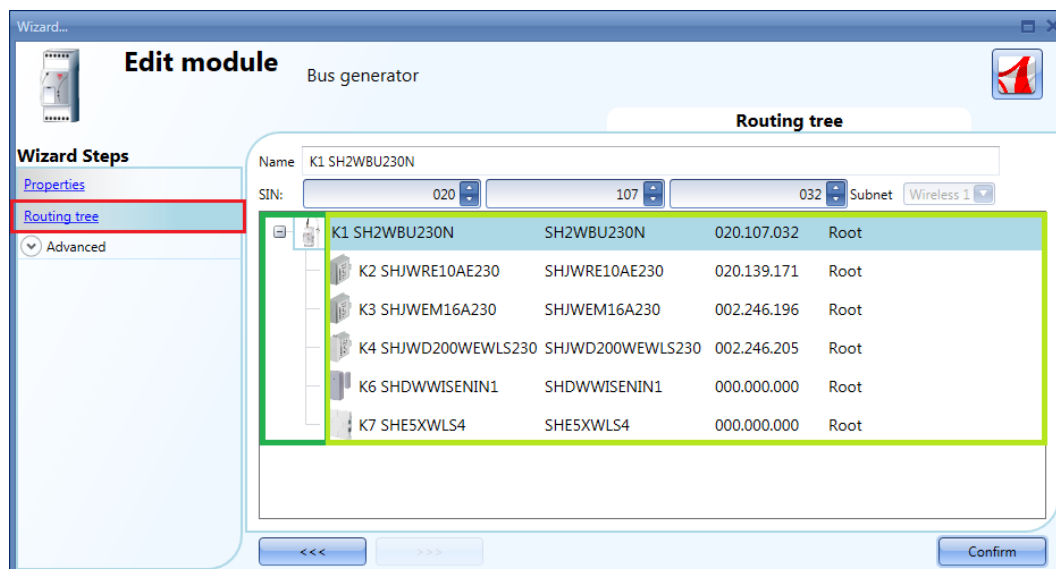 Wizard...
Edit module
Bus generator
Routing tree
Wizard Steps
Properties
Routing tree
Advanced
Name K1 SH2WBU230N
SIN: 020 107 032 Subnet Wireless 1
K1 SH2WBU230N SH2WBU230N 020.107.032 Root
K2 SHJWRE10AE230 SHJWRE10AE230 020.139.171 Root
K3 SHJWEM16A230 SHJWEM16A230 002.246.196 Root
K4 SHJWD200WEWLS230 SHJWD200WEWLS230 002.246.205 Root
K6 SHDWWISENIN1 SHDWWISENIN1 000.000.000 Root
K7 SHE5XWLS4 SHE5XWLS4 000.000.000 Root
<<< >>> Confirm